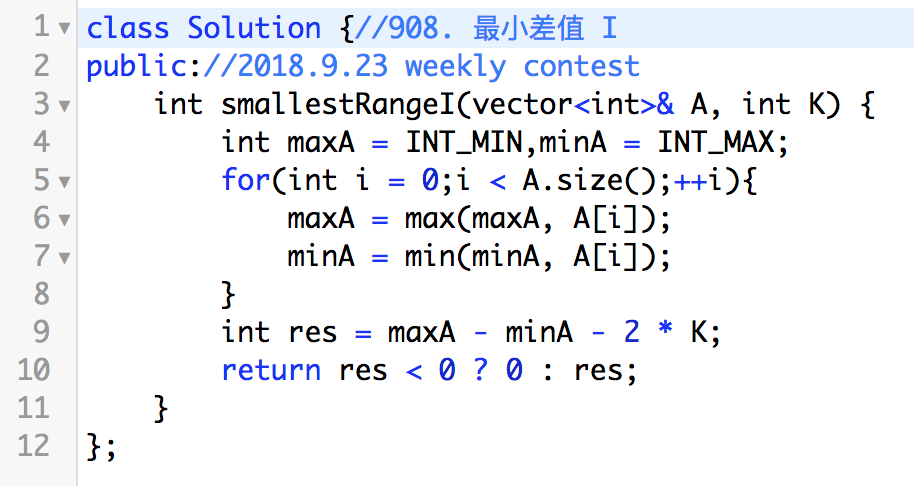 1 class Solution {//908. 最小差值 I
2 public://2018.9.23 weekly contest
3 int smallestRangeI(vector<int>& A, int K) {
4 int maxA = INT_MIN,minA = INT_MAX;
5 for(int i = 0;i < A.size();++i){
6 maxA = max(maxA, A[i]);
7 minA = min(minA, A[i]);
8 }
9 int res = maxA - minA - 2 * K;
10 return res < 0 ? 0 : res;
11 }
12 };